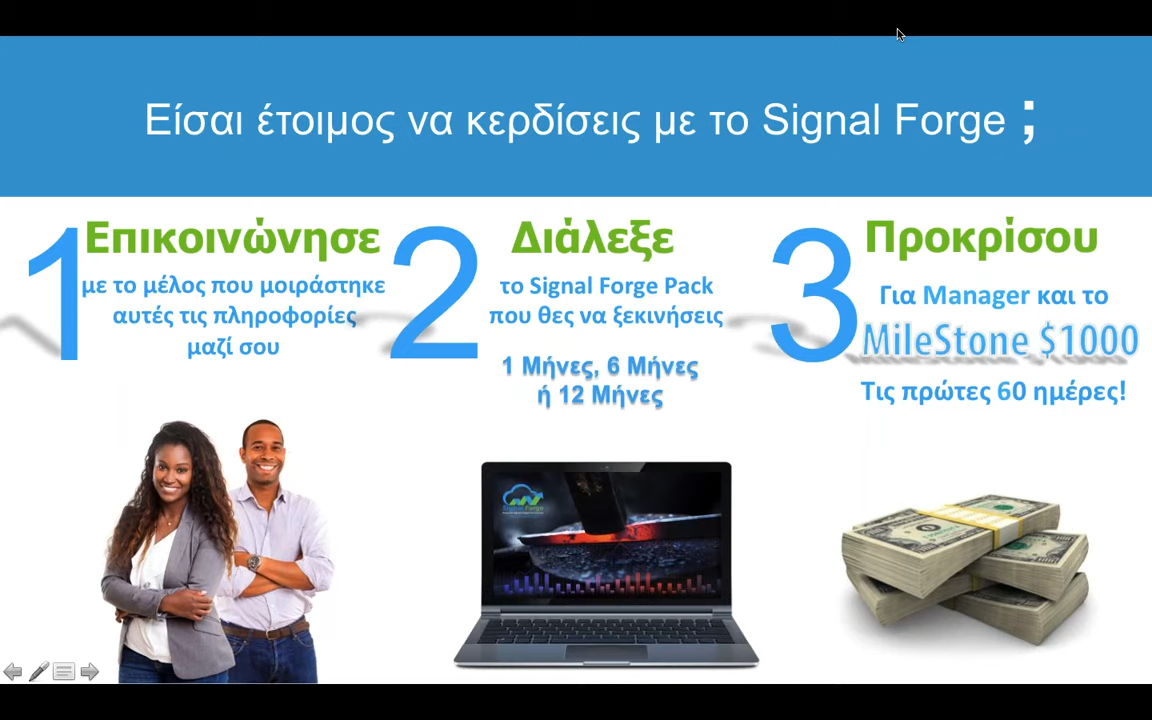 Είσαι έτοιμος να κερδίσεις με το Signal Forge ;
1
Επικοινώνησε
με το μέλος που μοιράστηκε
αυτές τις πληροφορίες
μαζί σου
2
Διάλεξε
το Signal Forge Pack
που θες να ξεκινήσεις
1 Μήνες, 6 Μήνες
ή 12 Μήνες
3
Προκρίσου
Για Manager και το
MileStone $1000
Τις πρώτες 60 ημέρες!
Signal Forge